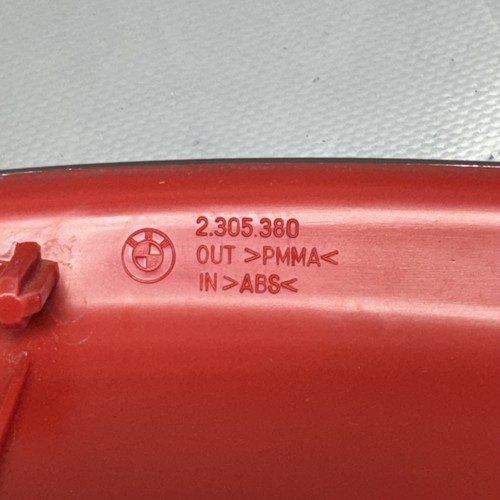 2.305.380
OUT >PMMA<
IN >ABS<